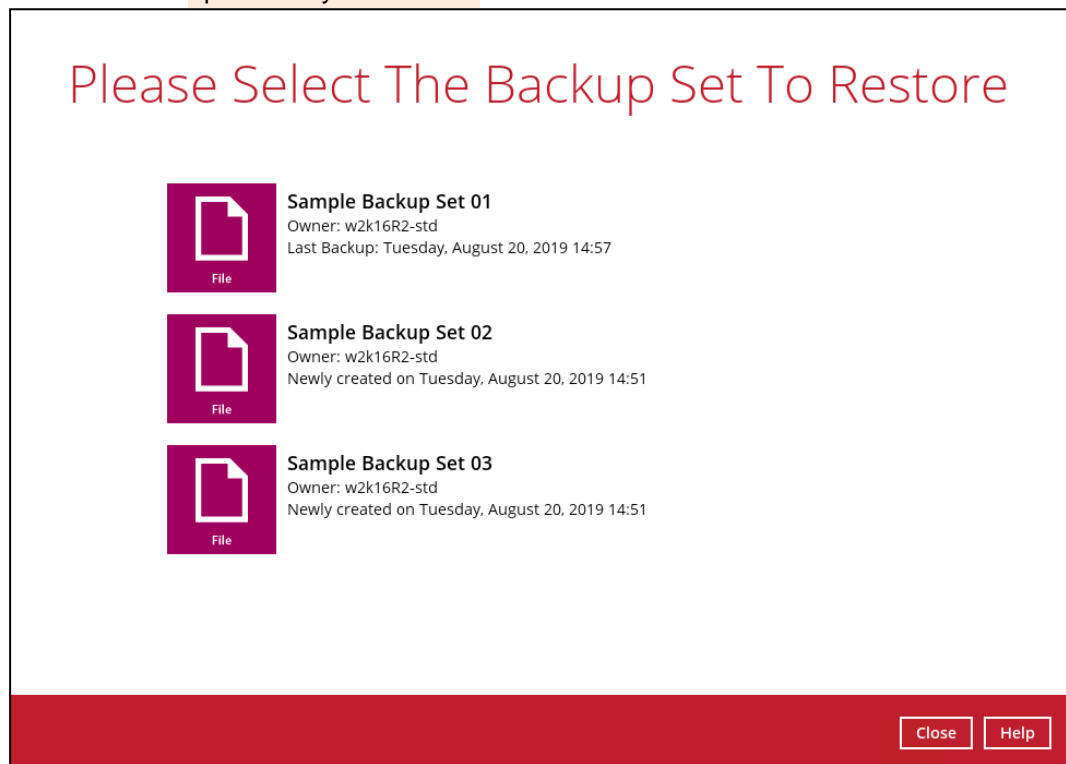 Please Select The Backup Set To Restore
Sample Backup Set 01
Owner: w2k16R2-std
Last Backup: Tuesday, August 20, 2019 14:57
File
Sample Backup Set 02
Owner: w2k16R2-std
Newly created on Tuesday, August 20, 2019 14:51
File
Sample Backup Set 03
Owner: w2k16R2-std
Newly created on Tuesday, August 20, 2019 14:51
File
Close Help